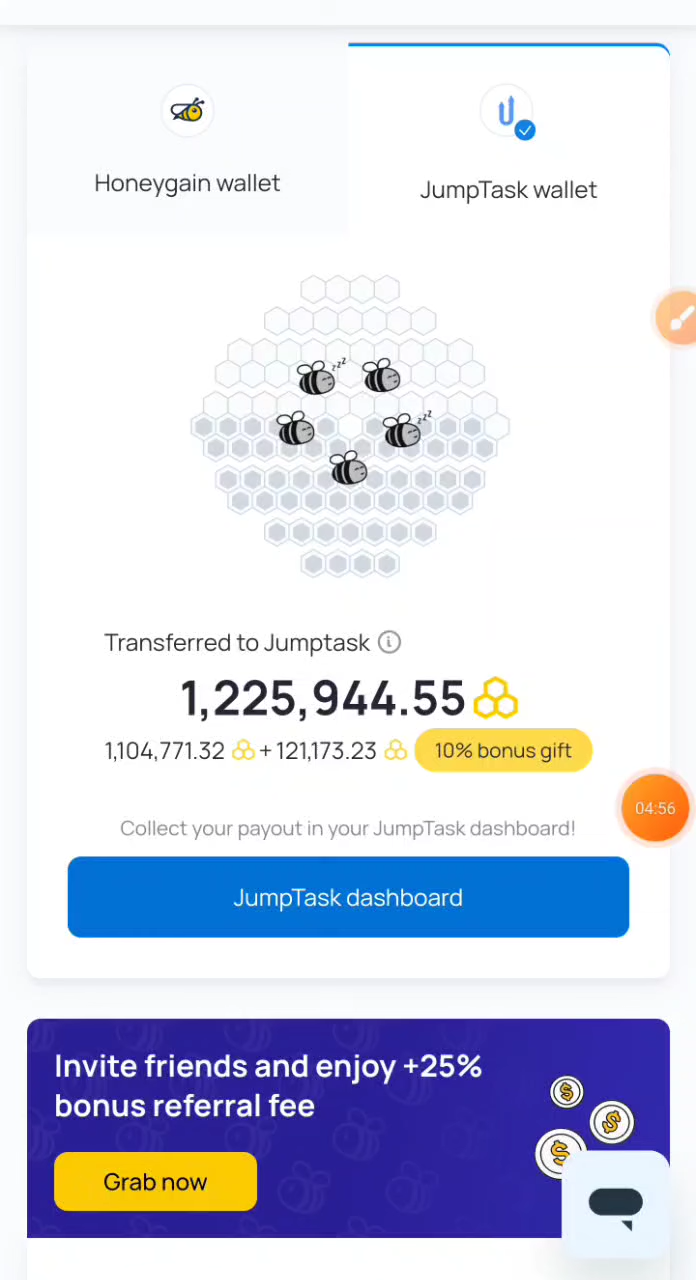 Honeygain wallet
JumpTask wallet
zzz
zzz
Transferred to Jumptask
1,225,944.55
1,104,771.32 + 121,173.23 10% bonus gift
04:56
Collect your payout in your JumpTask dashboard!
JumpTask dashboard
Invite friends and enjoy +25%
bonus referral fee
Grab now